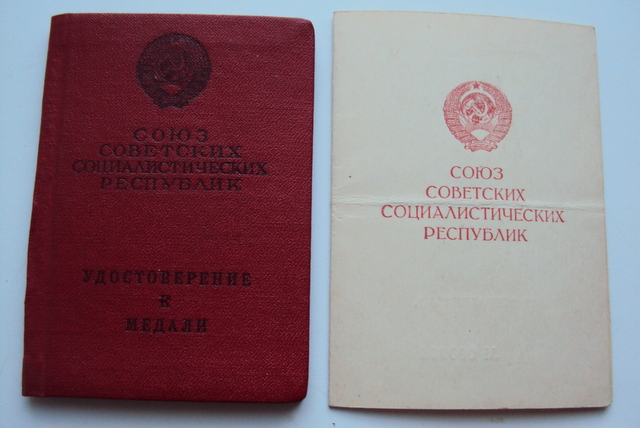 СОЮЗ
СОВЕТСКИХ
СОЦИАЛИСТИЧЕСКИХ
РЕСПУБЛИК
УДОСТОВЕРЕНИЕ
К
МЕДАЛИ
СОЮЗ
СОВЕТСКИХ
СОЦИАЛИСТИЧЕСКИХ
РЕСПУБЛИК